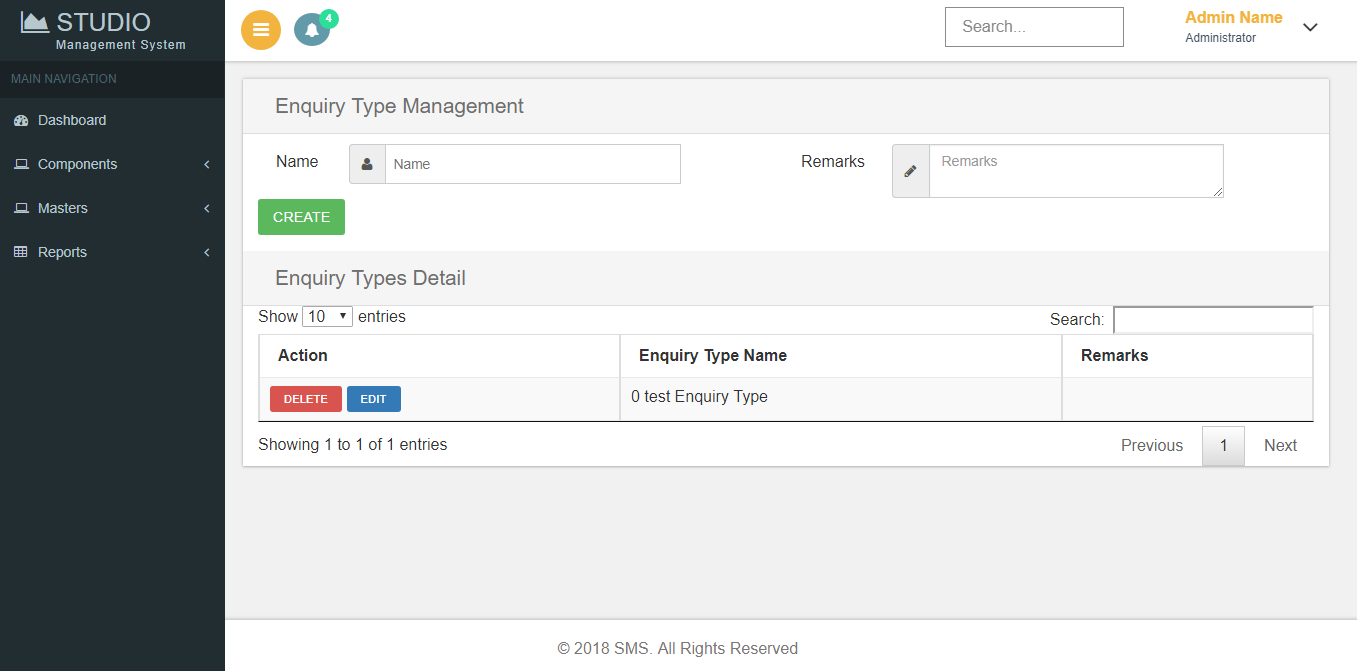 STUDIO
Management System
4
Search...
Admin Name
Administrator
MAIN NAVIGATION
Dashboard
Components
Masters
Reports
Enquiry Type Management
Name
Name
Remarks
Remarks
CREATE
Enquiry Types Detail
Show 10 entries
Search:
Action Enquiry Type Name Remarks
DELETE EDIT 0 test Enquiry Type
Showing 1 to 1 of 1 entries
Previous 1 Next
© 2018 SMS. All Rights Reserved